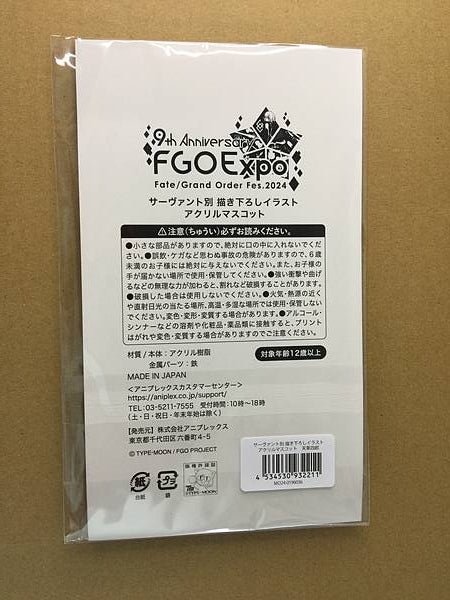 9th Anniversary
FGO Expo
Fate/Grand Order Fes.2024
サーヴァント別 描き下ろしイラスト
アクリルマスコット
注意(ちゅうい)必ずお読みください。
●小さな部品がありますので、絶対に口の中に入れないでくだ
さい。●誤飲・ケガなど思わぬ事故の危険がありますので、6歳
未満のお子様には絶対に与えないでください。また、お子様の
手が届かない場所で使用・保管してください。●強い衝撃や曲げ
るなどの無理な力が加わると、割れなど破損することがあります。
●破損した場合は使用しないでください。●火気・熱源の近く
や直射日光の当たる場所、高温・多湿な場所では使用・保管しない
でください。変色・変形・変質する場合があります。●アルコール・
シンナーなどの溶剤や化粧品・薬品類に接触すると、プリント
はがれや変色・変質する場合がありますのでご注意ください。
材質/本体:アクリル樹脂
金属パーツ:鉄
対象年齢12歳以上
MADE IN JAPAN
<アニプレックスカスタマーセンター>
https://aniplex.co.jp/support/
TEL:03-5211-7555 受付時間:10時~18時
(土・日・祝日・年末年始は除く)
【発売元】株式会社アニプレックス
東京都千代田区六番町4-5
© TYPE-MOON / FGO PROJECT
紙
台紙
プラ
袋
版権許諾証
TYPE-MOON
サーヴァント別 描き下ろしイラスト
アクリルマスコット
4 534530 932211